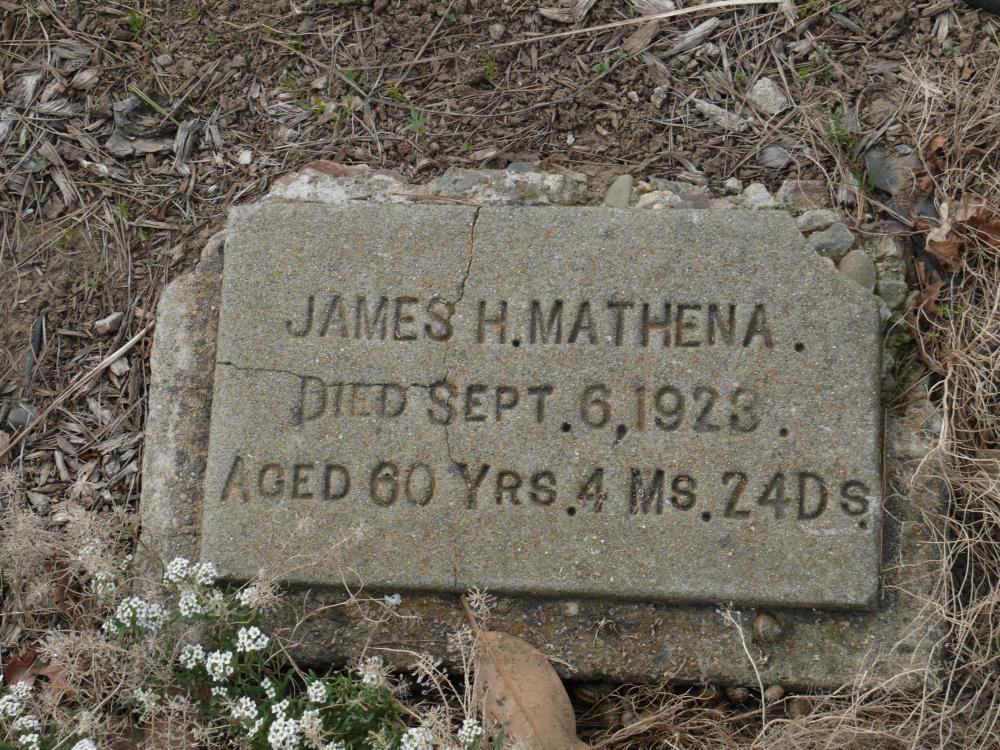 JAMES H. MATHENA.
DIED SEPT. 6, 1923.
AGED 60 YRS. 4 MS. 24 DS.